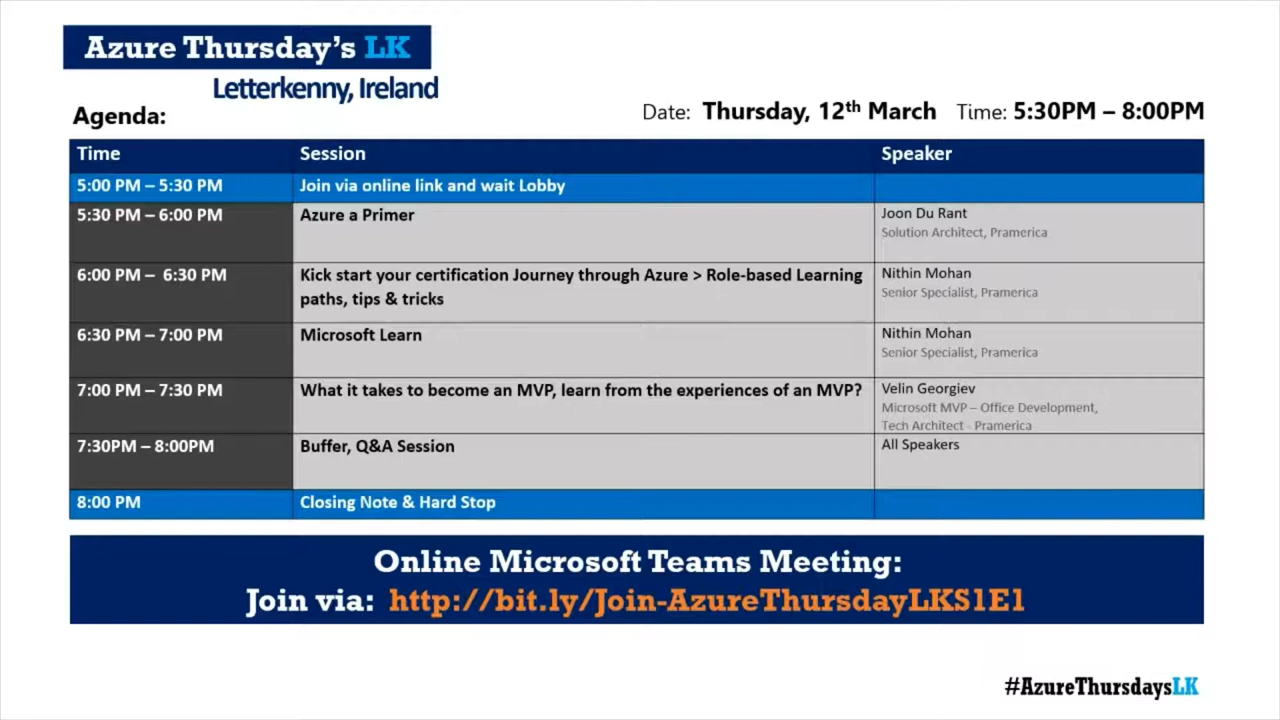 Azure Thursday's LK
Letterkenny, Ireland
Agenda:
Date: Thursday, 12th March Time: 5:30PM – 8:00PM
Time Session Speaker
5:00 PM – 5:30 PM Join via online link and wait Lobby
5:30 PM – 6:00 PM Azure a Primer Joon Du Rant
Solution Architect, Pramerica
6:00 PM – 6:30 PM Kick start your certification Journey through Azure > Role-based Learning Nithin Mohan
paths, tips & tricks Senior Specialist, Pramerica
6:30 PM – 7:00 PM Microsoft Learn Nithin Mohan
Senior Specialist, Pramerica
7:00 PM – 7:30 PM What it takes to become an MVP, learn from the experiences of an MVP? Velin Georgiev
Microsoft MVP – Office Development,
Tech Architect - Pramerica
7:30PM – 8:00PM Buffer, Q&A Session All Speakers
8:00 PM Closing Note & Hard Stop
Online Microsoft Teams Meeting:
Join via: http://bit.ly/Join-AzureThursdayLKS1E1
#AzureThursdaysLK